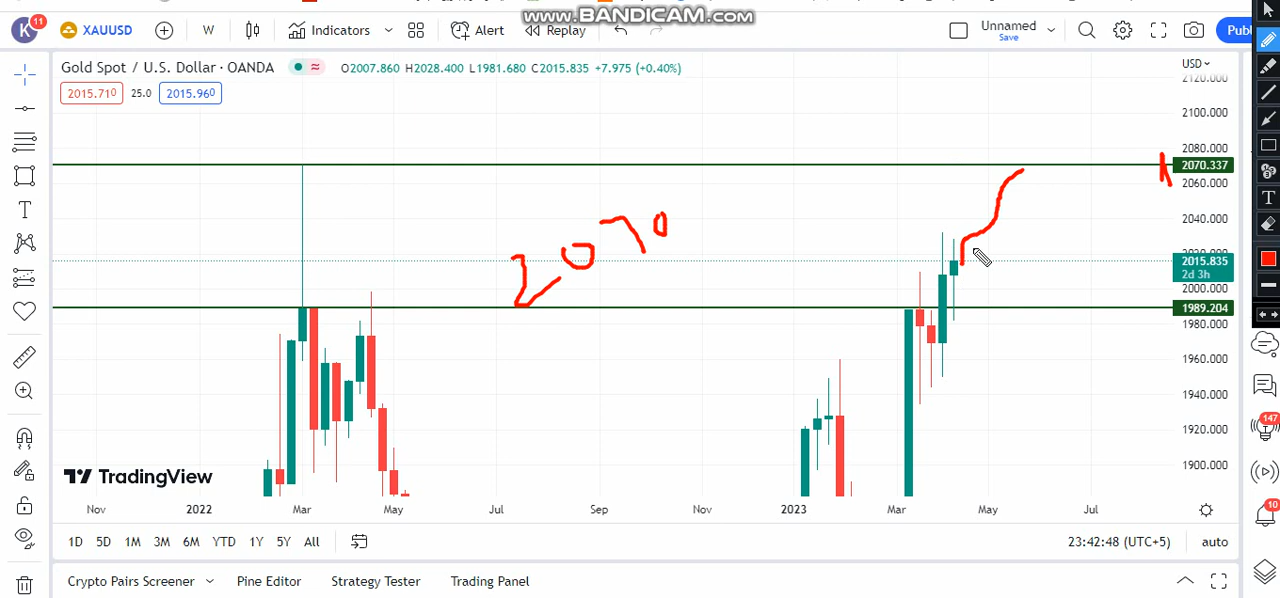 www.BANDICAM.com
K 11 XAUUSD W Indicators Alert Replay Unnamed Save Publ
Gold Spot / U.S. Dollar · OANDA O2007.860 H2028.400 L1981.680 C2015.835 +7.975 (+0.40%) USD
2015.710 25.0 2015.960
2120.000
2100.000
2080.000
2070.337
2060.000
2040.000
2070
2020.000
2015.835
2d 3h
2000.000
1989.204
1980.000
1960.000
1940.000
1920.000
1900.000
147
TradingView
Nov 2022 Mar May Jul Sep Nov 2023 Mar May Jul
10
1D 5D 1M 3M 6M YTD 1Y 5Y All 23:42:48 (UTC+5) auto
Crypto Pairs Screener Pine Editor Strategy Tester Trading Panel
T
T